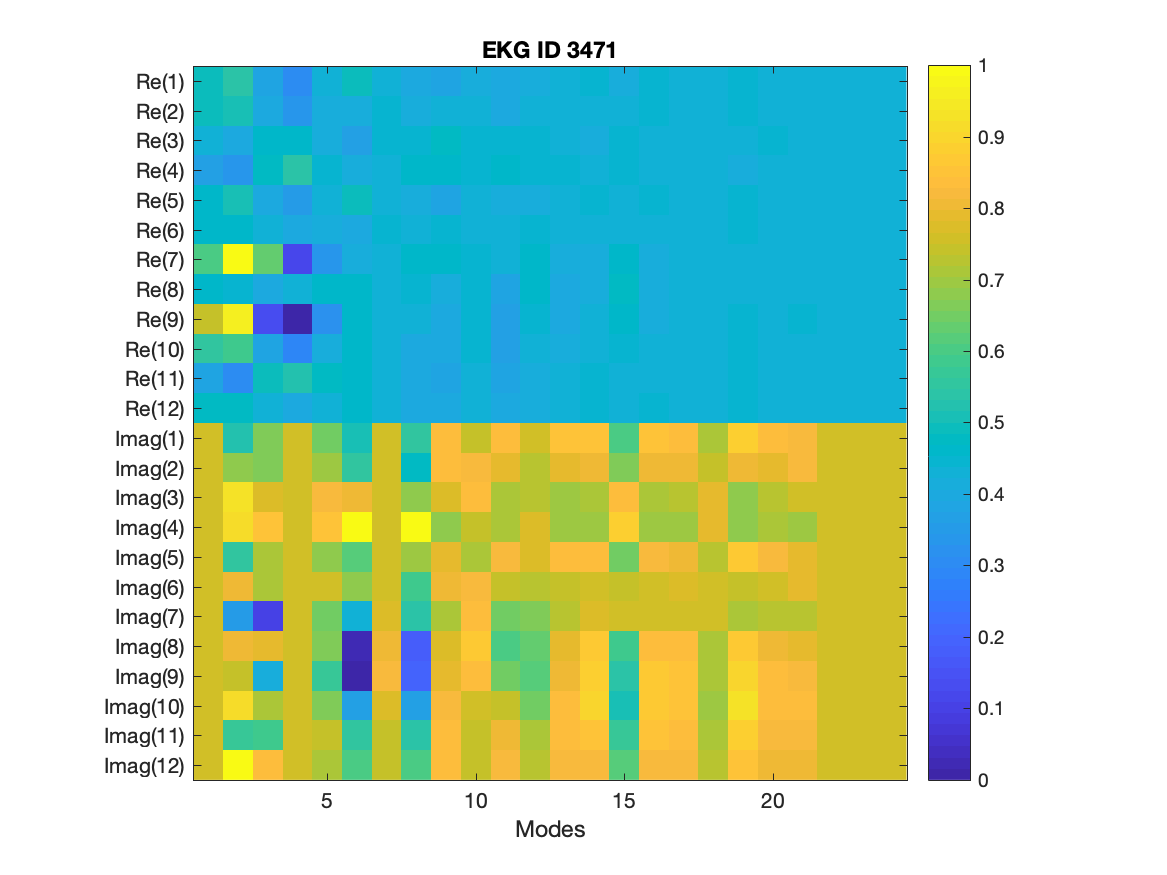 EKG ID 3471
Re(1)
Re(2)
Re(3)
Re(4)
Re(5)
Re(6)
Re(7)
Re(8)
Re(9)
Re(10)
Re(11)
Re(12)
Imag(1)
Imag(2)
Imag(3)
Imag(4)
Imag(5)
Imag(6)
Imag(7)
Imag(8)
Imag(9)
Imag(10)
Imag(11)
Imag(12)
5 10 15 20
Modes
1
0.9
0.8
0.7
0.6
0.5
0.4
0.3
0.2
0.1
0